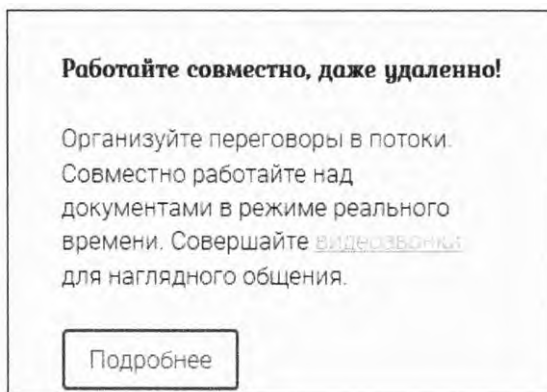 Работайте совместно, даже удаленно!
Организуйте переговоры в потоки.
Совместно работайте над
документами в режиме реального
времени. Совершайте видеозвонки
для наглядного общения.
Подробнее